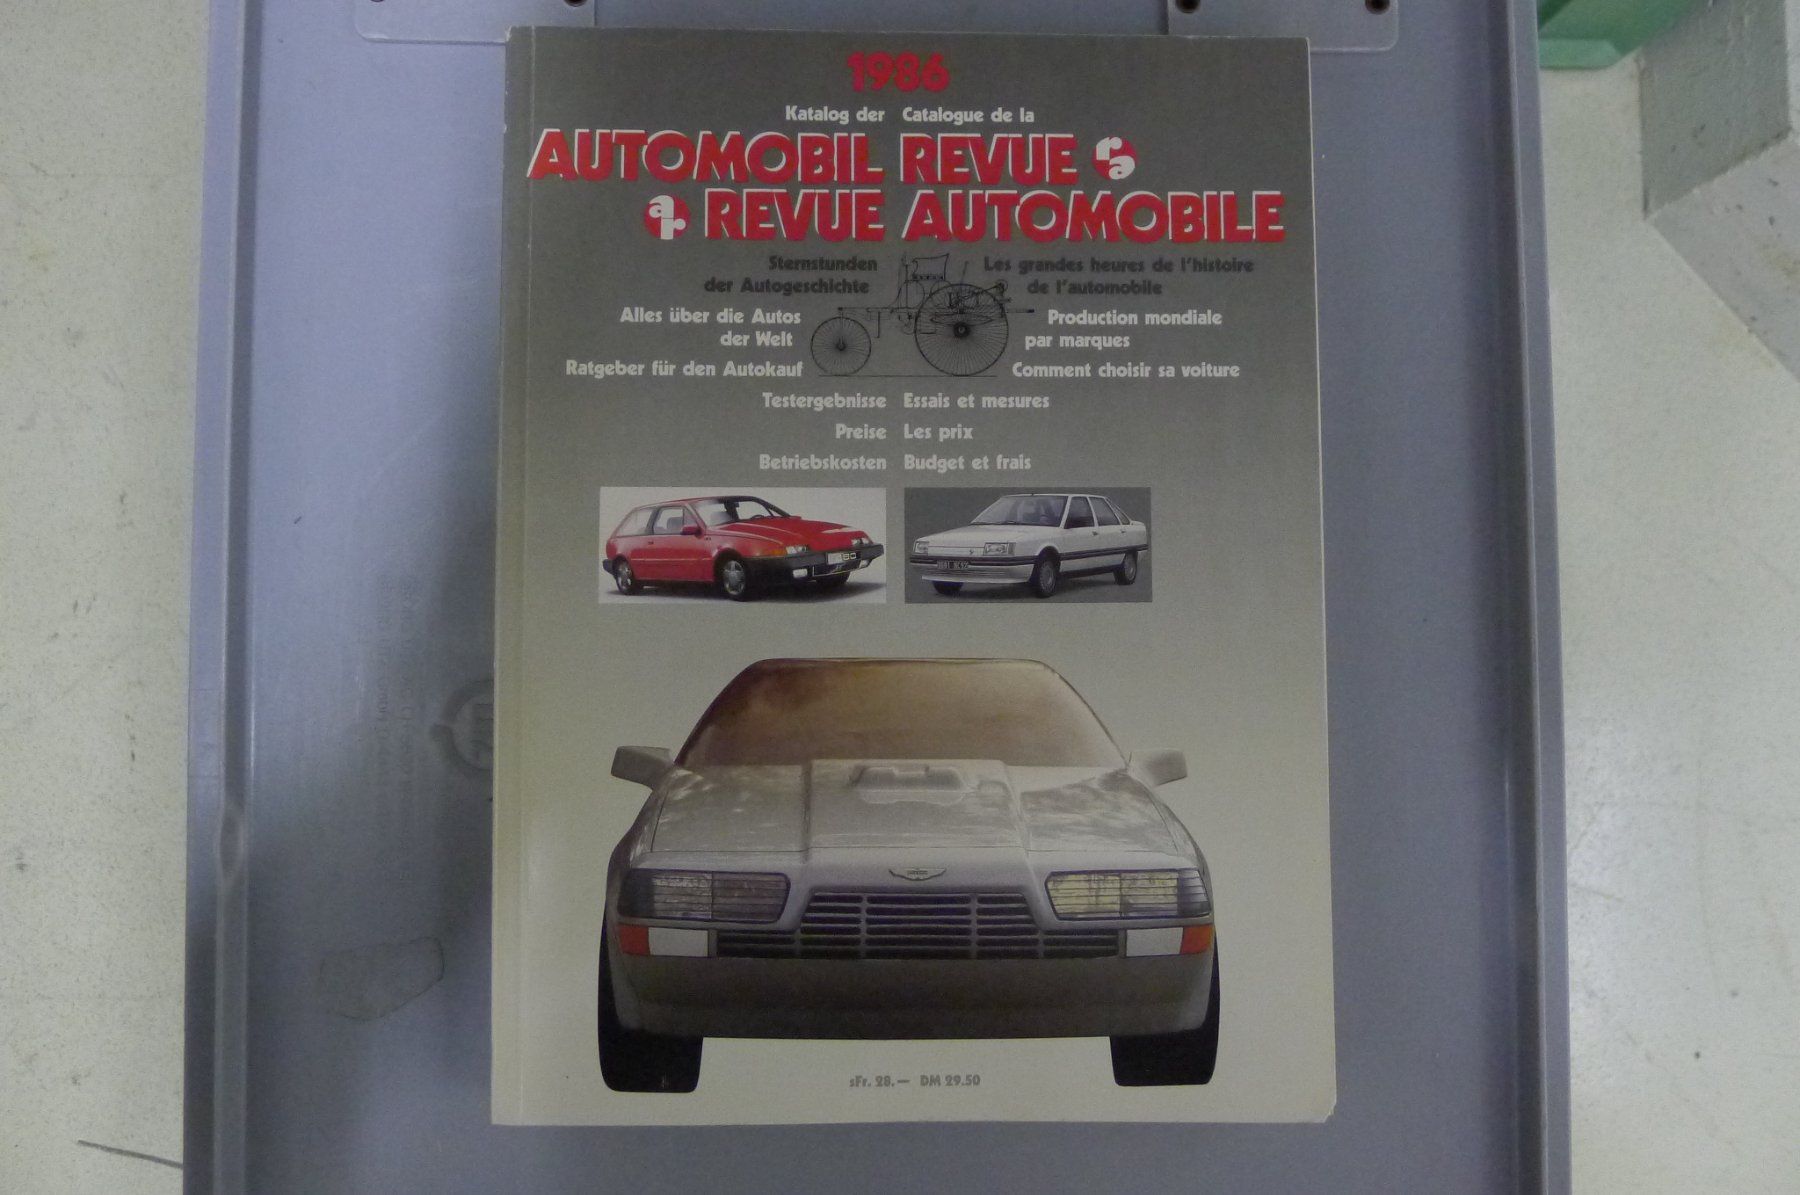 1986
Katalog der Catalogue de la
AUTOMOBIL REVUE ra
ar REVUE AUTOMOBILE
Sternstunden Les grandes heures de l'histoire
der Autogeschichte de l'automobile
Alles über die Autos Production mondiale
der Welt par marques
Ratgeber für den Autokauf Comment choisir sa voiture
Testergebnisse Essais et mesures
Preise Les prix
Betriebskosten Budget et frais
sFr. 28.— DM 29.50